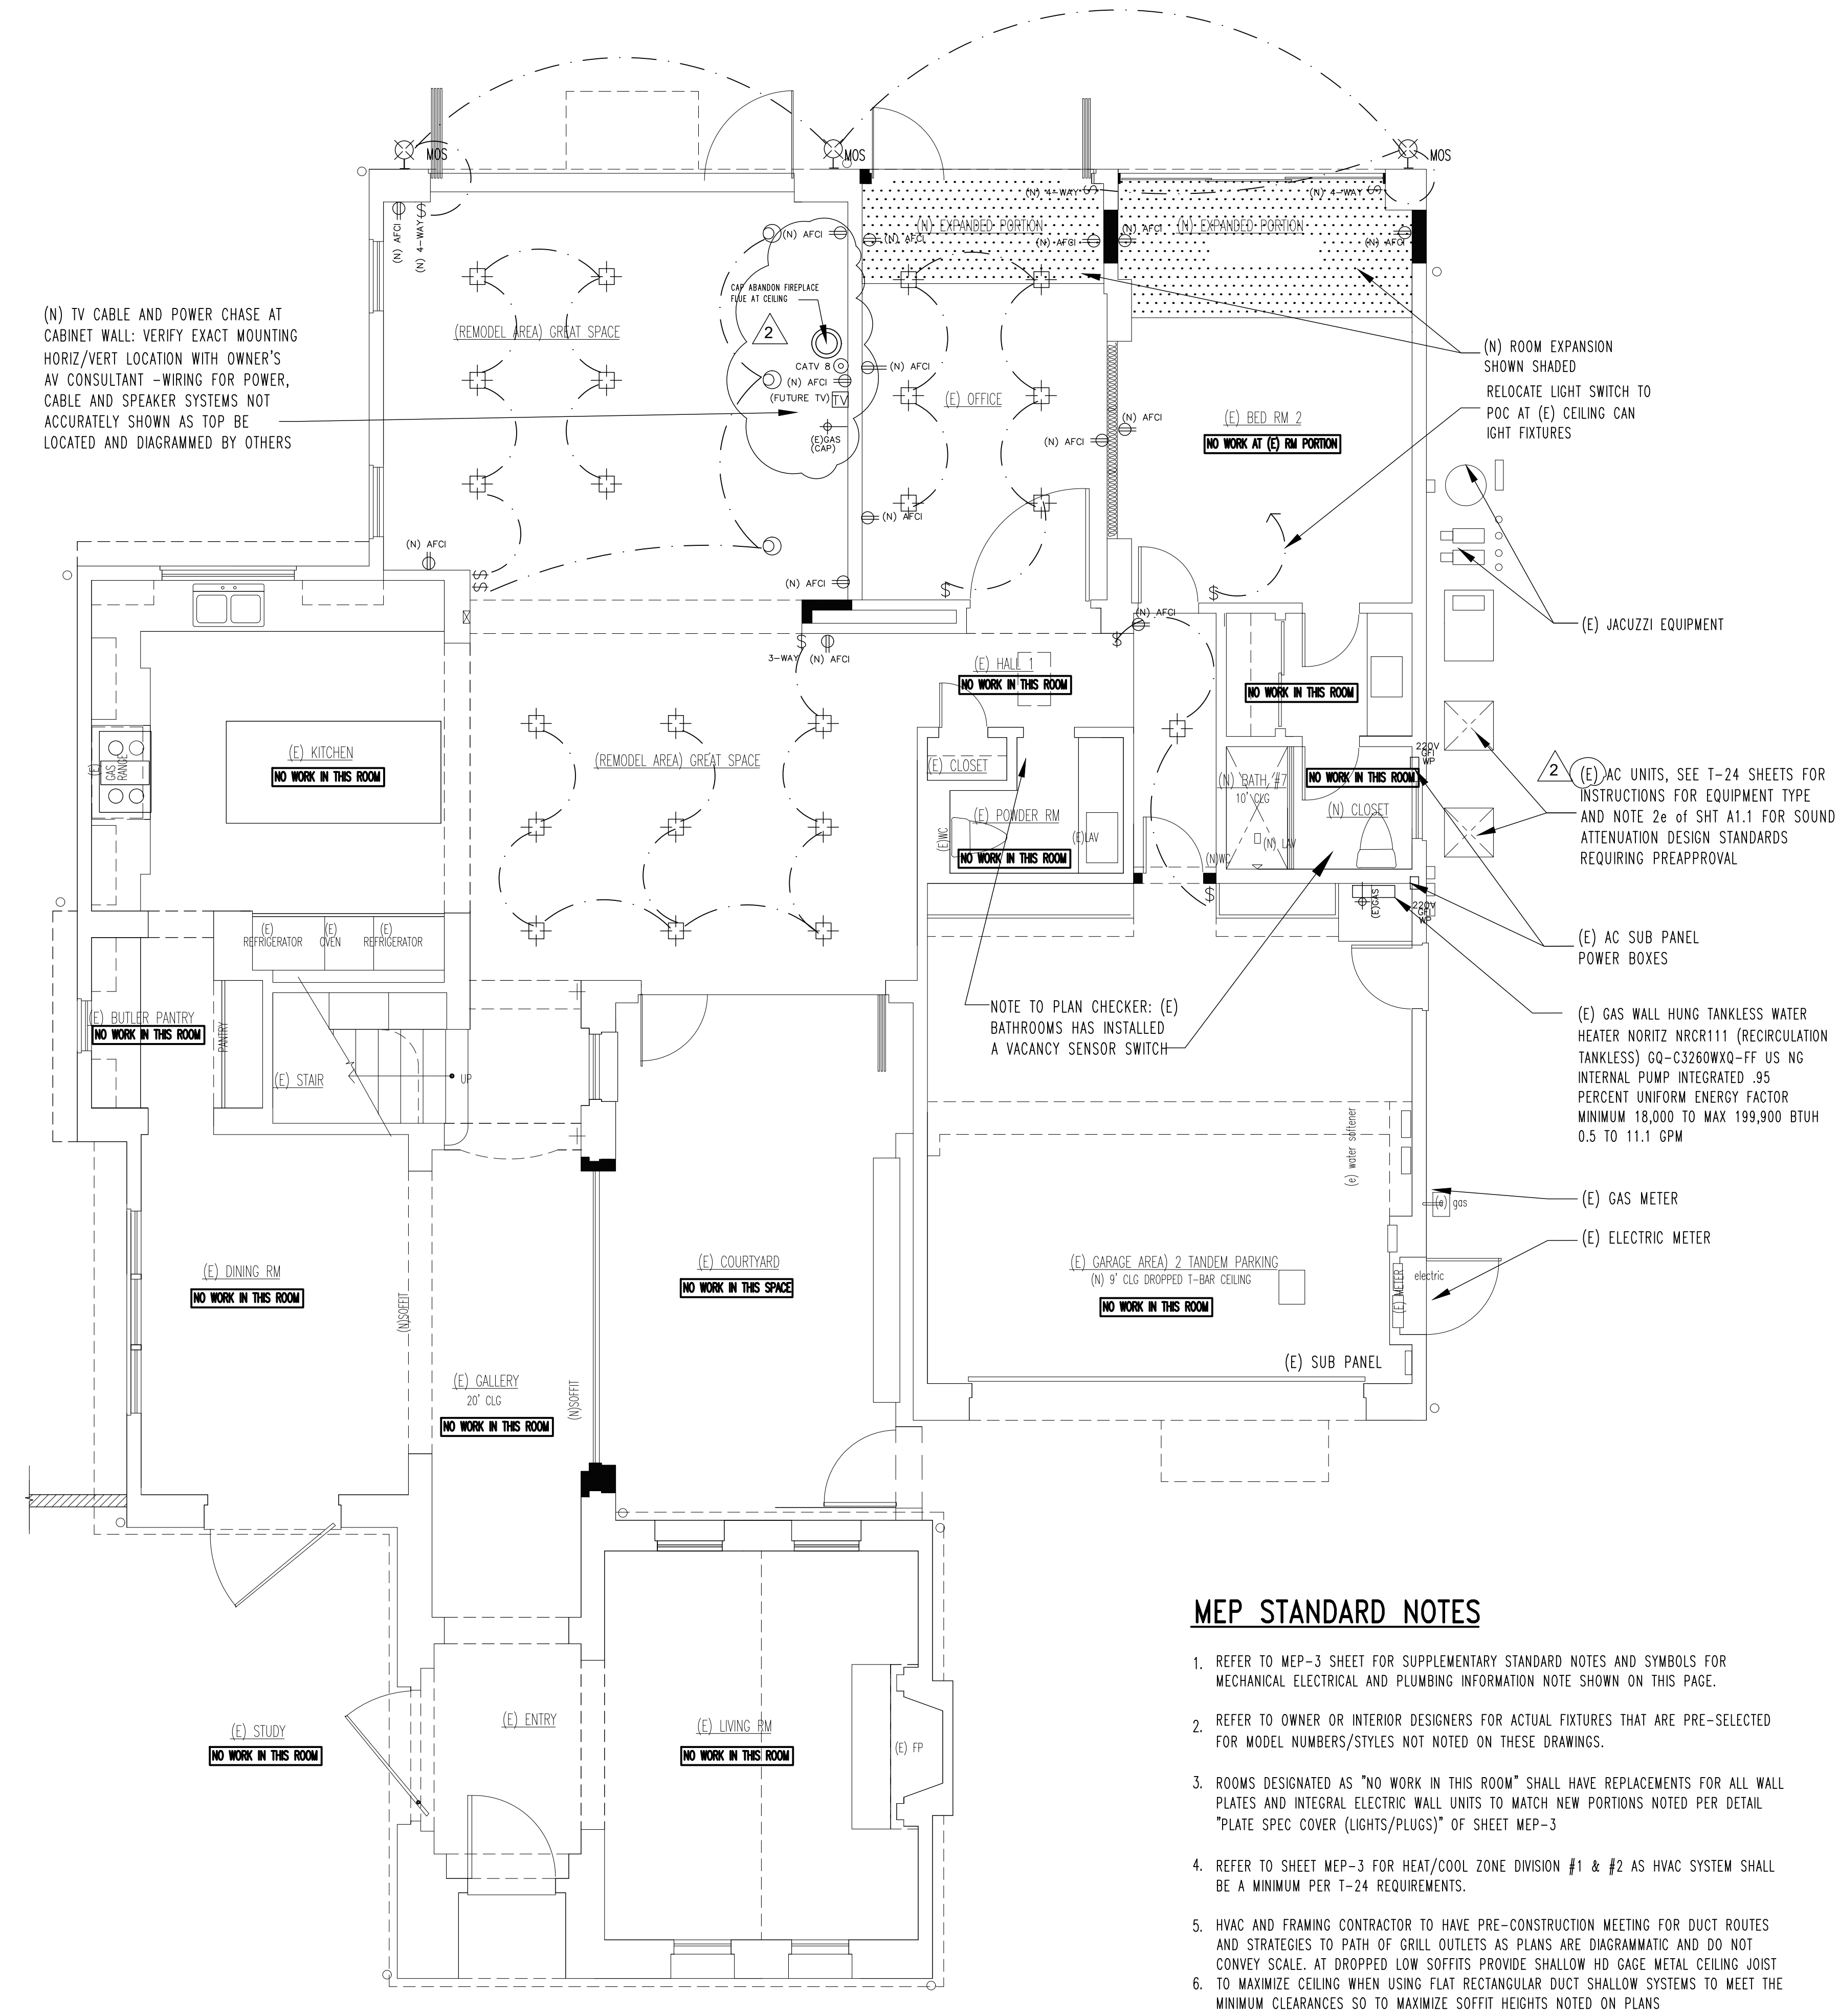 MOS
MOS
MOS
(N) 4-WAY
$
(N) 4-WAY
$
(N) AFCI
(N) 4-WAY
$
(N) AFCI
(N) EXPANDED PORTION
(N) AFCI
(N) AFCI
(N) EXPANDED PORTION
(N) AFCI
(N) AFCI
CAP ABANDON FIREPLACE
FLUE AT CEILING
2
(REMODEL AREA) GREAT SPACE
(N) TV CABLE AND POWER CHASE AT
CABINET WALL: VERIFY EXACT MOUNTING
HORIZ/VERT LOCATION WITH OWNER'S
AV CONSULTANT -WIRING FOR POWER,
CABLE AND SPEAKER SYSTEMS NOT
ACCURATELY SHOWN AS TOP BE
LOCATED AND DIAGRAMMED BY OTHERS
CATV 8
(N) AFCI
(FUTURE TV)
TV
(E)GAS
(CAP)
(N) AFCI
(E) OFFICE
(N) AFCI
(N) AFCI
(E) BED RM 2
NO WORK AT (E) RM PORTION
(N) ROOM EXPANSION
SHOWN SHADED
RELOCATE LIGHT SWITCH TO
POC AT (E) CEILING CAN
IGHT FIXTURES
(N) AFCI
(N) AFCI
$
$
(N) AFCI
$
$
(N) AFCI
(E) JACUZZI EQUIPMENT
$
3-WAY
(N) AFCI
$
(E) HALL 1
NO WORK IN THIS ROOM
NO WORK IN THIS ROOM
(E) KITCHEN
NO WORK IN THIS ROOM
(E)
GAS
RANGE
(REMODEL AREA) GREAT SPACE
(E) CLOSET
(E) POWDER RM
(E)WC
(E)LAV
NO WORK IN THIS ROOM
(N) BATH #7
10' CLG
NO WORK IN THIS ROOM
(N) CLOSET
(N) LAV
(N)WC
220V
GFI
WP
2
(E) AC UNITS, SEE T-24 SHEETS FOR
INSTRUCTIONS FOR EQUIPMENT TYPE
AND NOTE 2e of SHT A1.1 FOR SOUND
ATTENUATION DESIGN STANDARDS
REQUIRING PREAPPROVAL
$
(E)GAS
220V
GFI
WP
(E) AC SUB PANEL
POWER BOXES
(E)
REFRIGERATOR
(E)
OVEN
(E)
REFRIGERATOR
NOTE TO PLAN CHECKER: (E)
BATHROOMS HAS INSTALLED
A VACANCY SENSOR SWITCH
(E) GAS WALL HUNG TANKLESS WATER
HEATER NORITZ NRCR111 (RECIRCULATION
TANKLESS) GQ-C3260WXQ-FF US NG
INTERNAL PUMP INTEGRATED .95
PERCENT UNIFORM ENERGY FACTOR
MINIMUM 18,000 TO MAX 199,900 BTUH
0.5 TO 11.1 GPM
(E) BUTLER PANTRY
NO WORK IN THIS ROOM
PANTRY
(E) STAIR
UP
(e) water softener
(E) GAS METER
(e) gas
(E) ELECTRIC METER
electric
(E) METER
(E) DINING RM
NO WORK IN THIS ROOM
(N)SOFFIT
(E) COURTYARD
NO WORK IN THIS SPACE
(E) GARAGE AREA) 2 TANDEM PARKING
(N) 9' CLG DROPPED T-BAR CEILING
NO WORK IN THIS ROOM
(E) SUB PANEL
(E) GALLERY
20' CLG
NO WORK IN THIS ROOM
(N)SOFFIT
(E) STUDY
NO WORK IN THIS ROOM
(E) ENTRY
(E) LIVING RM
NO WORK IN THIS ROOM
(E) FP
MEP STANDARD NOTES
1. REFER TO MEP-3 SHEET FOR SUPPLEMENTARY STANDARD NOTES AND SYMBOLS FOR
MECHANICAL ELECTRICAL AND PLUMBING INFORMATION NOTE SHOWN ON THIS PAGE.
2. REFER TO OWNER OR INTERIOR DESIGNERS FOR ACTUAL FIXTURES THAT ARE PRE-SELECTED
FOR MODEL NUMBERS/STYLES NOT NOTED ON THESE DRAWINGS.
3. ROOMS DESIGNATED AS "NO WORK IN THIS ROOM" SHALL HAVE REPLACEMENTS FOR ALL WALL
PLATES AND INTEGRAL ELECTRIC WALL UNITS TO MATCH NEW PORTIONS NOTED PER DETAIL
"PLATE SPEC COVER (LIGHTS/PLUGS)" OF SHEET MEP-3
4. REFER TO SHEET MEP-3 FOR HEAT/COOL ZONE DIVISION #1 & #2 AS HVAC SYSTEM SHALL
BE A MINIMUM PER T-24 REQUIREMENTS.
5. HVAC AND FRAMING CONTRACTOR TO HAVE PRE-CONSTRUCTION MEETING FOR DUCT ROUTES
AND STRATEGIES TO PATH OF GRILL OUTLETS AS PLANS ARE DIAGRAMMATIC AND DO NOT
CONVEY SCALE. AT DROPPED LOW SOFFITS PROVIDE SHALLOW HD GAGE METAL CEILING JOIST
6. TO MAXIMIZE CEILING WHEN USING FLAT RECTANGULAR DUCT SHALLOW SYSTEMS TO MEET THE
MINIMUM CLEARANCES SO TO MAXIMIZE SOFFIT HEIGHTS NOTED ON PLANS